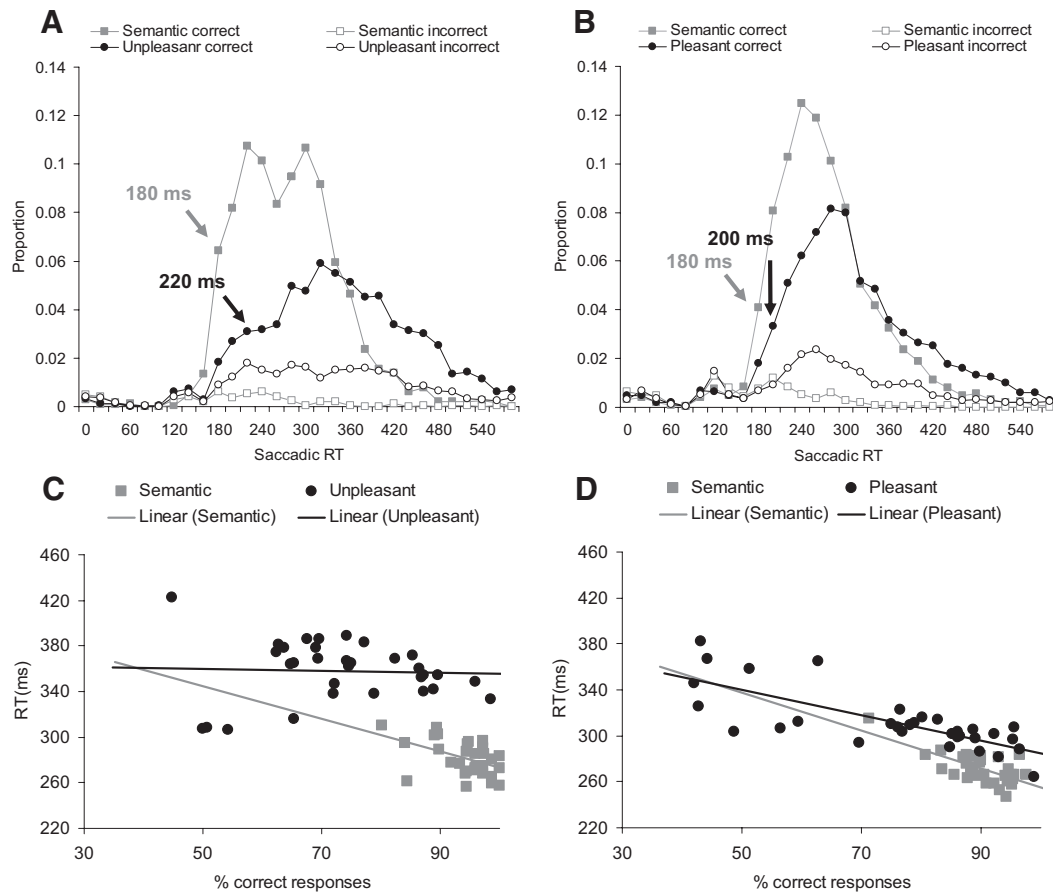 A
Semantic correct
Semantic incorrect
Unpleasanr correct
Unpleasant incorrect
0.14
0.12
0.1
0.08
0.06
0.04
0.02
0
Proportion
180 ms
220 ms
0 60 120 180 240 300 360 420 480 540
Saccadic RT
B
Semantic correct
Semantic incorrect
Pleasant correct
Pleasant incorrect
0.14
0.12
0.1
0.08
0.06
0.04
0.02
0
Proportion
200 ms
180 ms
0 60 120 180 240 300 360 420 480 540
Saccadic RT
C
Semantic
Unpleasant
Linear (Semantic)
Linear (Unpleasant)
460
420
380
340
300
260
220
RT(ms)
30 50 70 90
% correct responses
D
Semantic
Pleasant
Linear (Semantic)
Linear (Pleasant)
460
420
380
340
300
260
220
RT(ms)
30 50 70 90
% correct responses